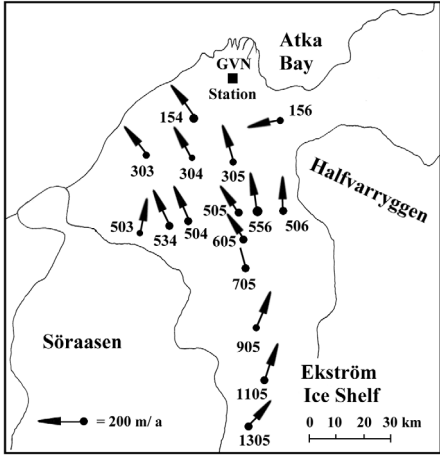 Atka
Bay
GVN
Station
154
156
303
304
305
Halfvarryggen
503
534
504
505
605
556
506
705
905
Söraasen
Ekström
Ice Shelf
1105
= 200 m/ a
1305
0 10 20 30 km